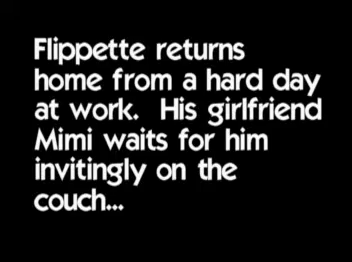 Flippette returns
home from a hard day
at work.  His girlfriend
Mimi waits for him
invitingly on the
couch...